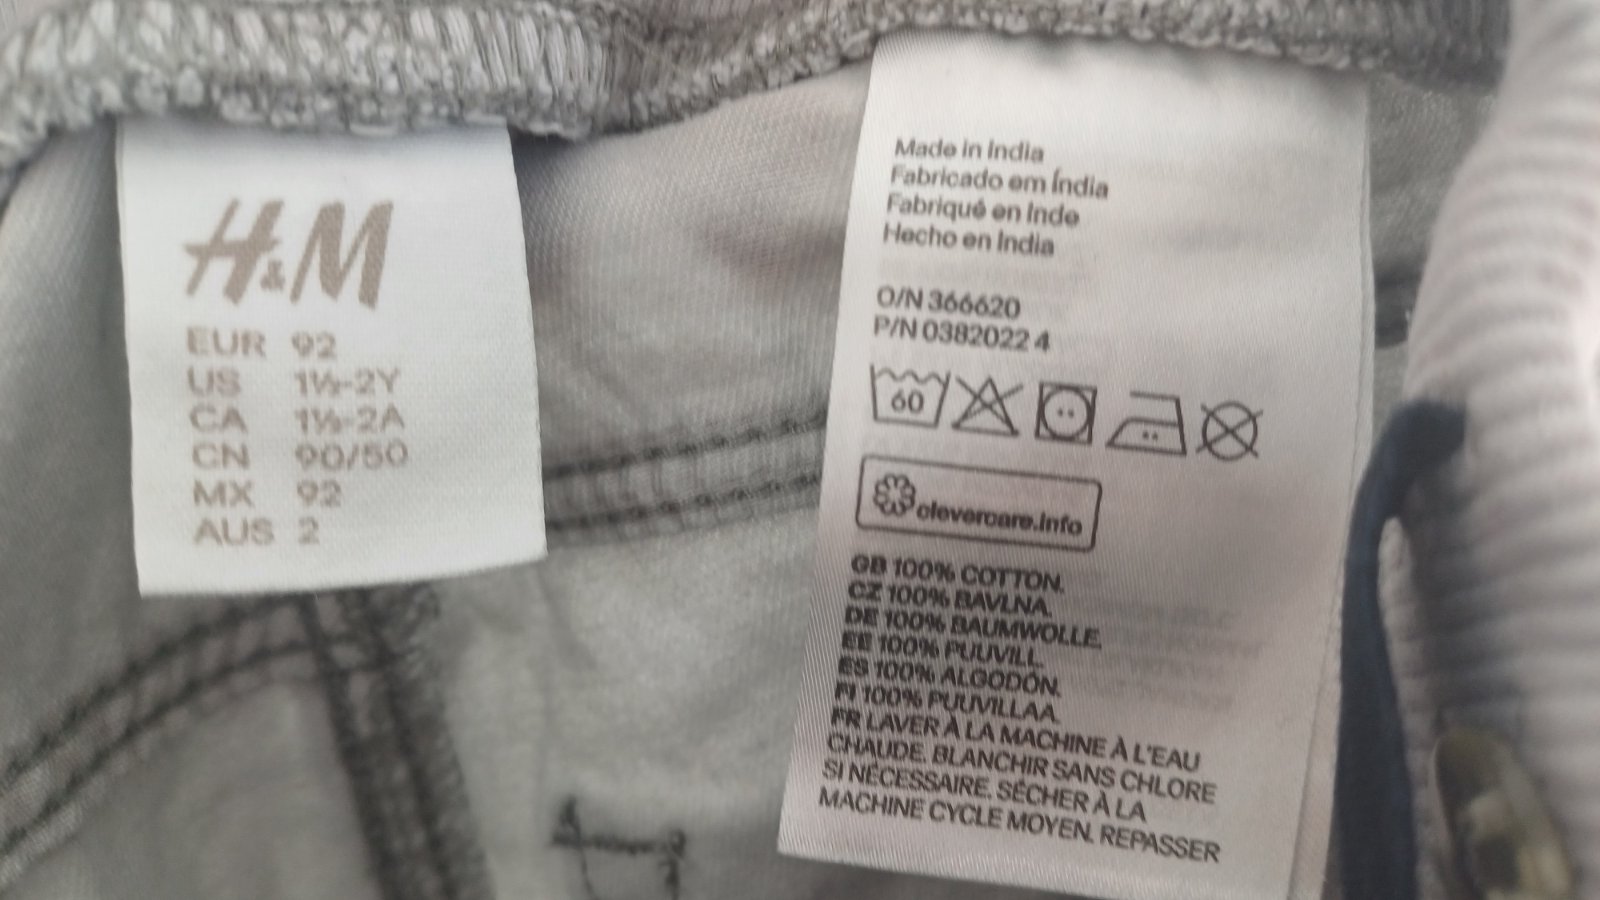 H&M
EUR 92
US 1½-2Y
CA 1½-2A
CN 90/50
MX 92
AUS 2
Made in India
Fabricado em Índia
Fabriqué en Inde
Hecho en India
O/N 366620
P/N 0382022 4
60
clevercare.info
GB 100% COTTON.
CZ 100% BAVLNA.
DE 100% BAUMWOLLE.
EE 100% PUUVILL.
ES 100% ALGODÓN.
FI 100% PUUVILLAA.
FR LAVER À LA MACHINE À L'EAU
CHAUDE. BLANCHIR SANS CHLORE
SI NÉCESSAIRE. SÉCHER À LA
MACHINE CYCLE MOYEN. REPASSER